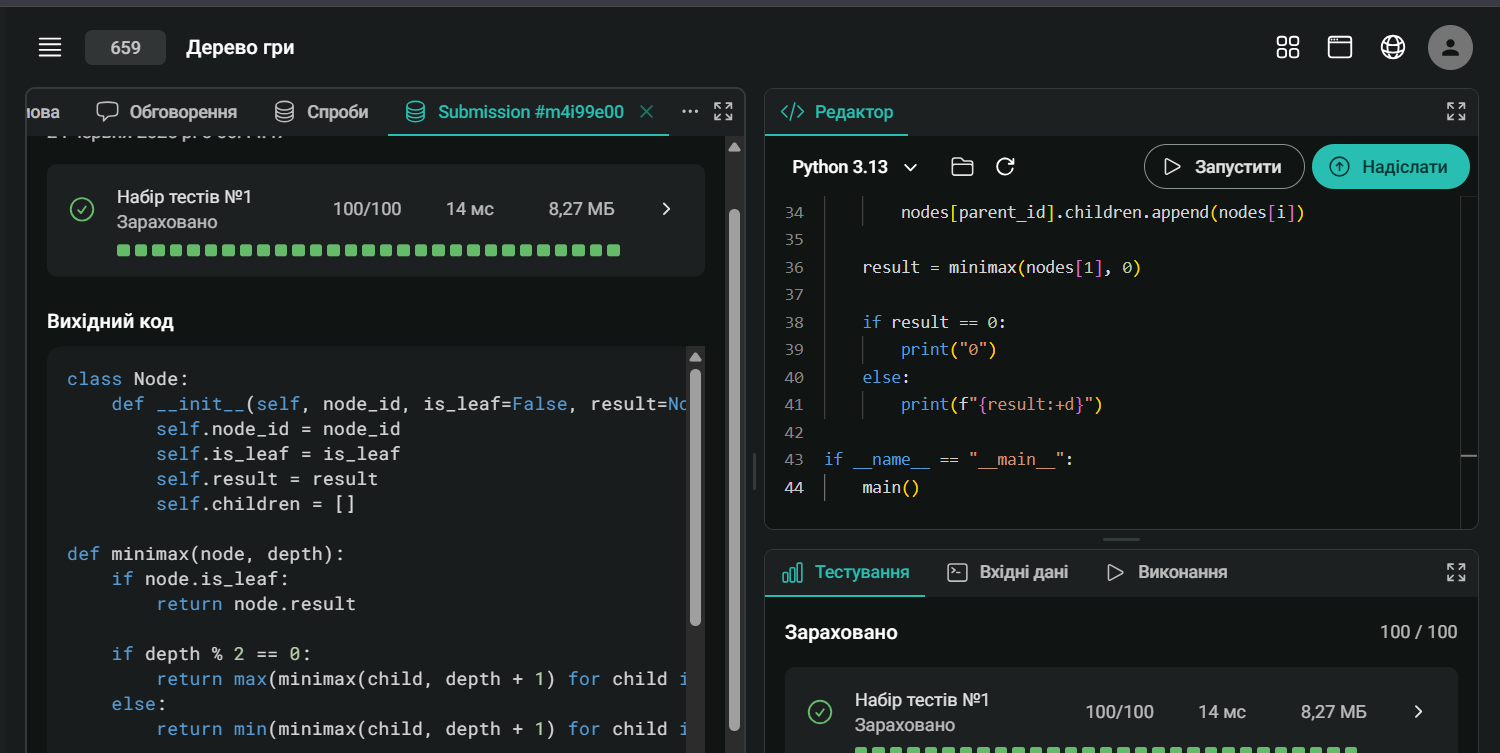 659
Дерево гри
Обговорення
Спроби
Submission #m4i99e00
Набір тестів №1
Зараховано
100/100
14 мс
8,27 МБ
Вихідний код
class Node:
def __init__(self, node_id, is_leaf=False, result=No
self.node_id = node_id
self.is_leaf = is_leaf
self.result = result
self.children = []
def minimax(node, depth):
if node.is_leaf:
return node.result
if depth % 2 == 0:
return max(minimax(child, depth + 1) for child i
else:
return min(minimax(child, depth + 1) for child i
Редактор
Python 3.13
Запустити
Надіслати
34 nodes[parent_id].children.append(nodes[i])
35
36 result = minimax(nodes[1], 0)
37
38 if result == 0:
39 print("0")
40 else:
41 print(f"{result:+d}")
42
43 if __name__ == "__main__":
44 main()
Тестування
Вхідні дані
Виконання
Зараховано
100 / 100
Набір тестів №1
Зараховано
100/100
14 мс
8,27 МБ